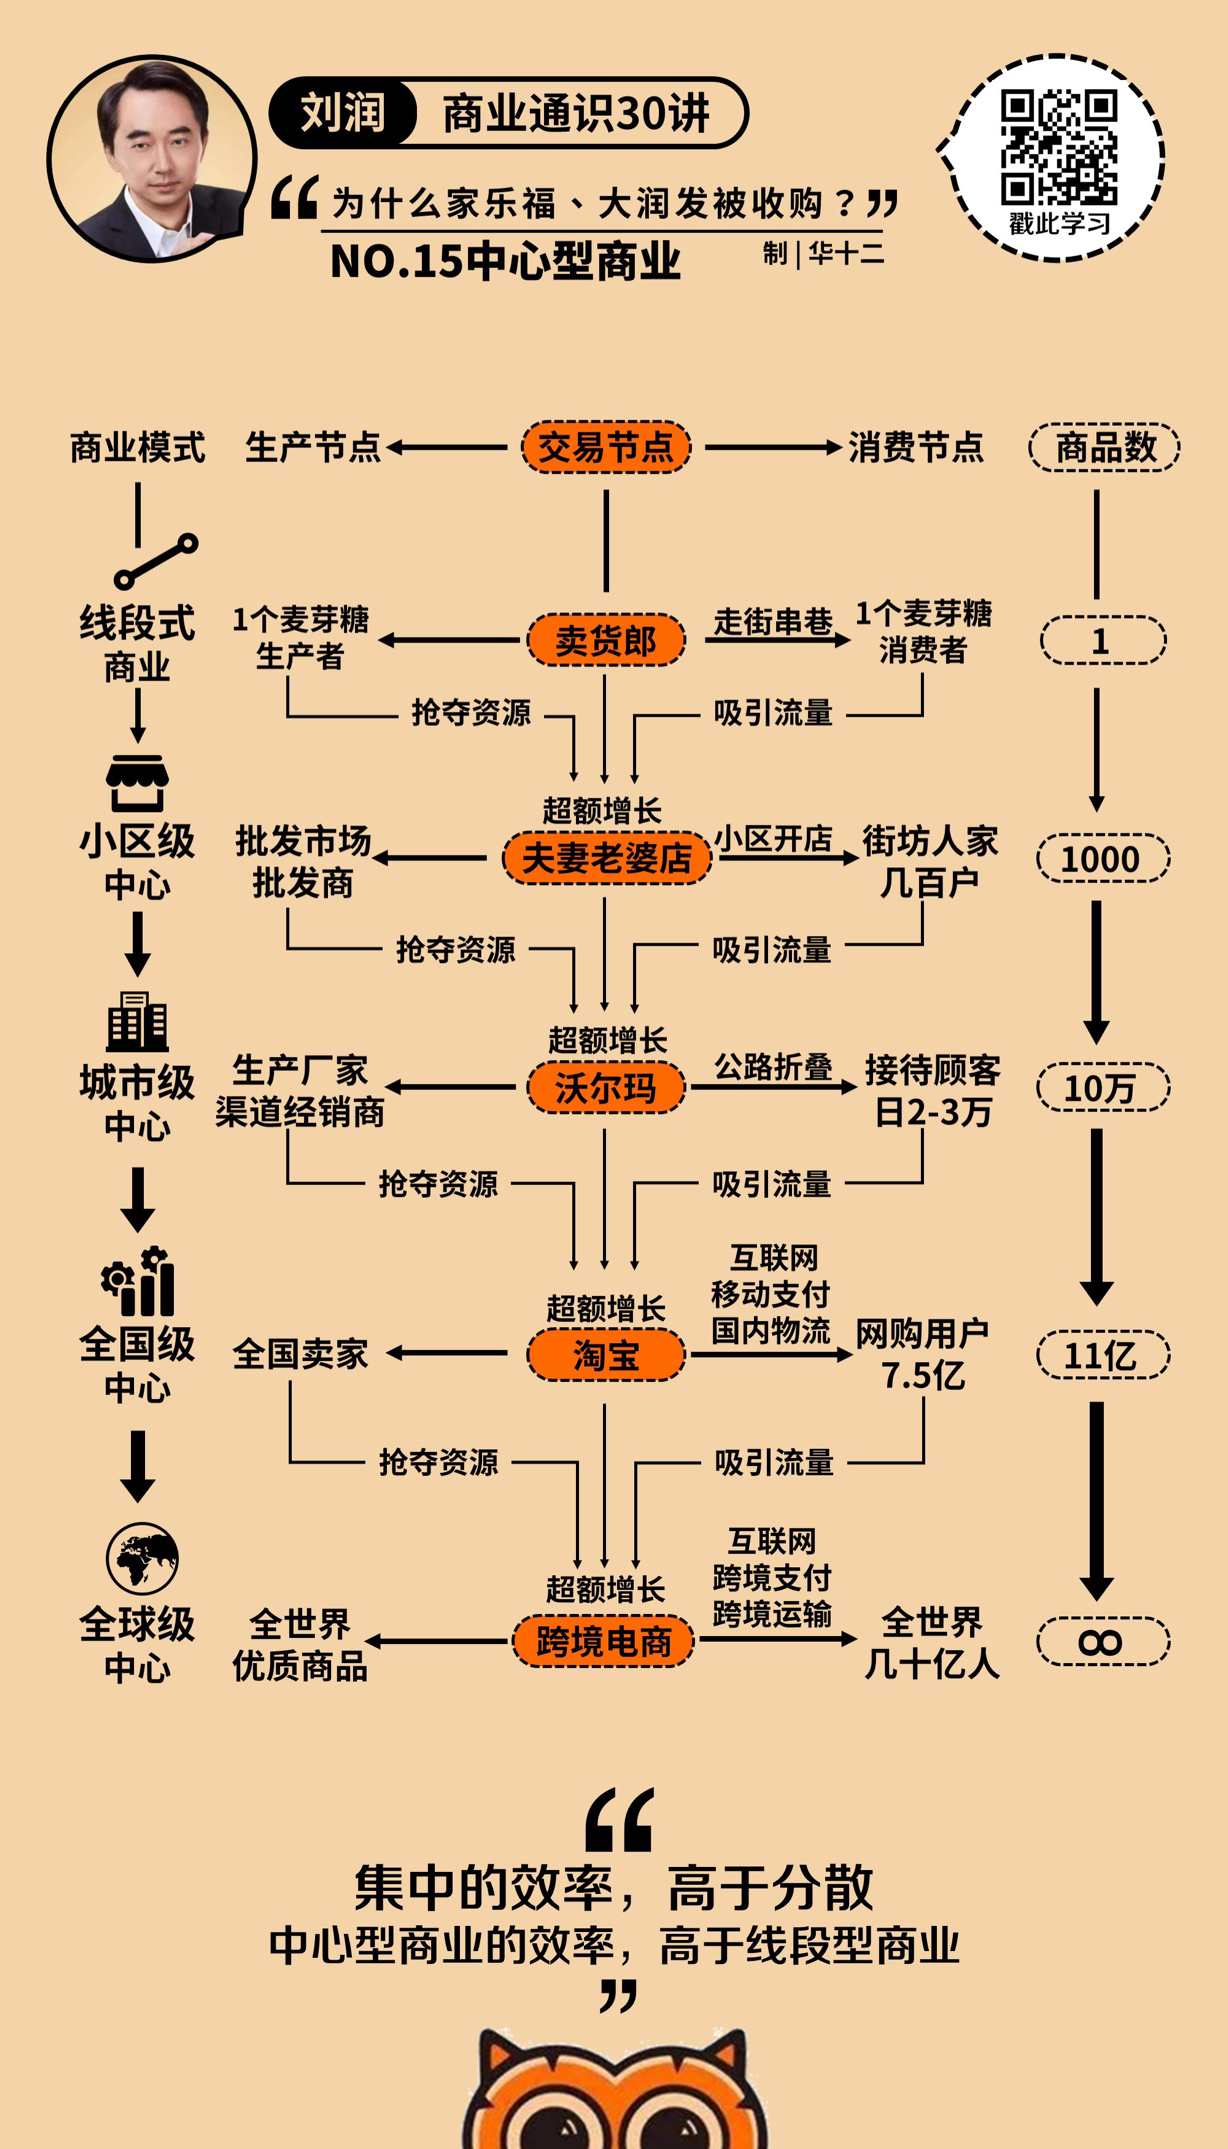 刘润 商业通识30讲
“为什么家乐福、大润发被收购？”
NO.15中心型商业
制|华十二
戳此学习
商业模式 生产节点 交易节点 消费节点 商品数
线段式
商业
1个麦芽糖
生产者
卖货郎
走街串巷
1个麦芽糖
消费者
1
抢夺资源 吸引流量
超额增长
小区级
中心
批发市场
批发商
夫妻老婆店
小区开店
街坊人家
几百户
1000
抢夺资源 吸引流量
超额增长
城市级
中心
生产厂家
渠道经销商
沃尔玛
公路折叠
接待顾客
日2-3万
10万
抢夺资源 吸引流量
超额增长
全国级
中心
全国卖家
淘宝
互联网
移动支付
国内物流
网购用户
7.5亿
11亿
抢夺资源 吸引流量
超额增长
全球级
中心
全世界
优质商品
跨境电商
互联网
跨境支付
跨境运输
全世界
几十亿人
∞
“
集中的效率，高于分散
中心型商业的效率，高于线段型商业
”